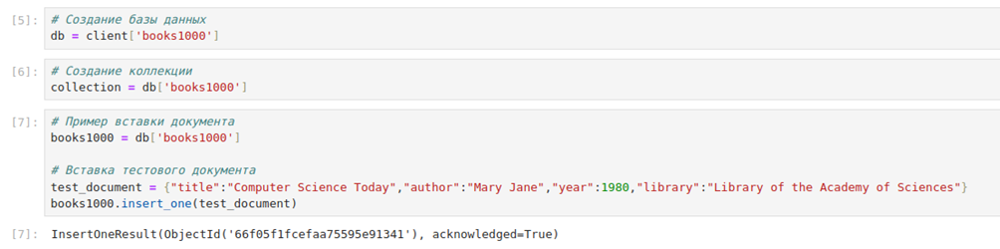 [5]: # Создание базы данных
db = client['books1000']
[6]: # Создание коллекции
collection = db['books1000']
[7]: # Пример вставки документа
books1000 = db['books1000']
# Вставка тестового документа
test_document = {"title":"Computer Science Today","author":"Mary Jane","year":1980,"library":"Library of the Academy of Sciences"}
books1000.insert_one(test_document)
[7]: InsertOneResult(ObjectId('66f05f1fcefaa75595e91341'), acknowledged=True)